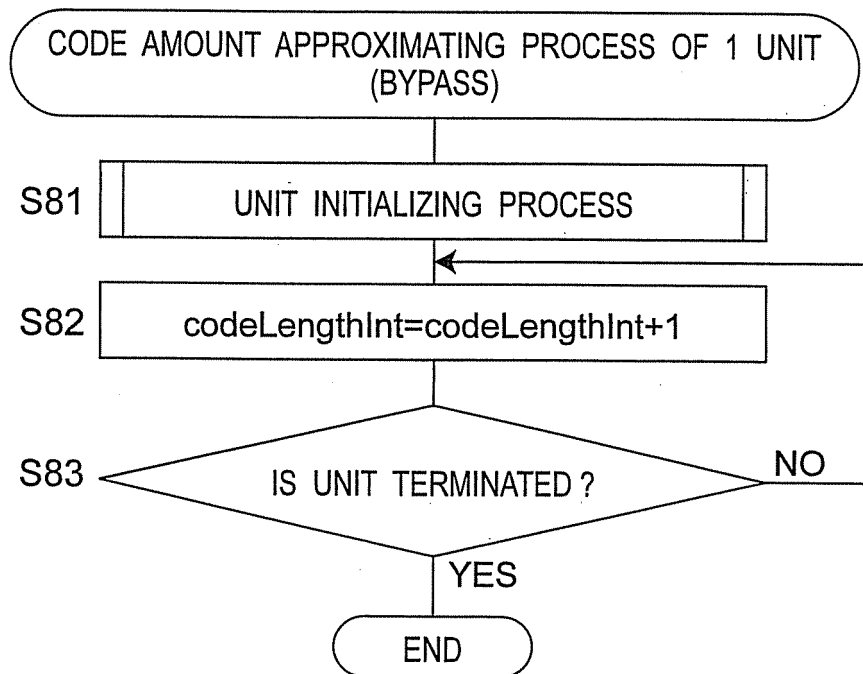 CODE AMOUNT APPROXIMATING PROCESS OF 1 UNIT
(BYPASS)
S81
UNIT INITIALIZING PROCESS
S82
codeLengthInt=codeLengthInt+1
S83
IS UNIT TERMINATED ?
NO
YES
END